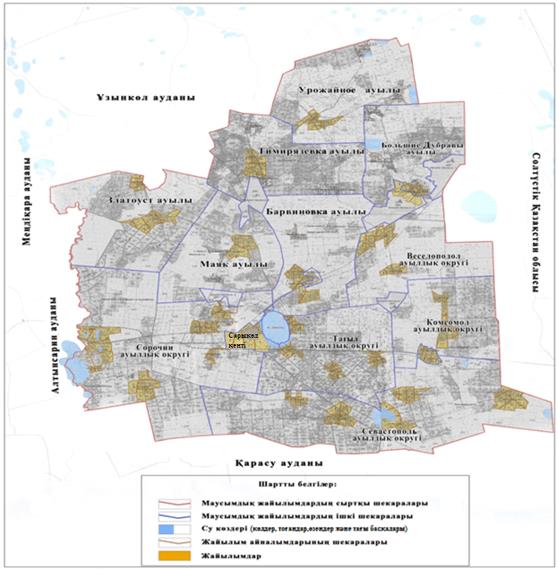 Урожайное ауылы
Ұзынкөл ауданы
Тимирязевка ауылы
Большие Дубравы
ауылы
Мендіқара ауданы
Солтүстік Қазақстан облысы
Златоуст ауылы
Барвиновка ауылы
Маяк ауылы
Веселоподол
ауылдық округі
Алтынсарин ауданы
Комсомол
ауылдық округі
Сарыкөл
кенті
Сорочин
ауылдық округі
Тағыл
ауылдық округі
Севастополь
ауылдық округі
Қарасу ауданы
Шартты белгілер:
Маусымдық жайылымдардың сыртқы шекаралары
Маусымдық жайылымдардың ішкі шекаралары
Су көздері (көлдер, тоғандар,өзендер және тағы басқалары)
Жайылым айналымдарының шекаралары
Жайылымдар